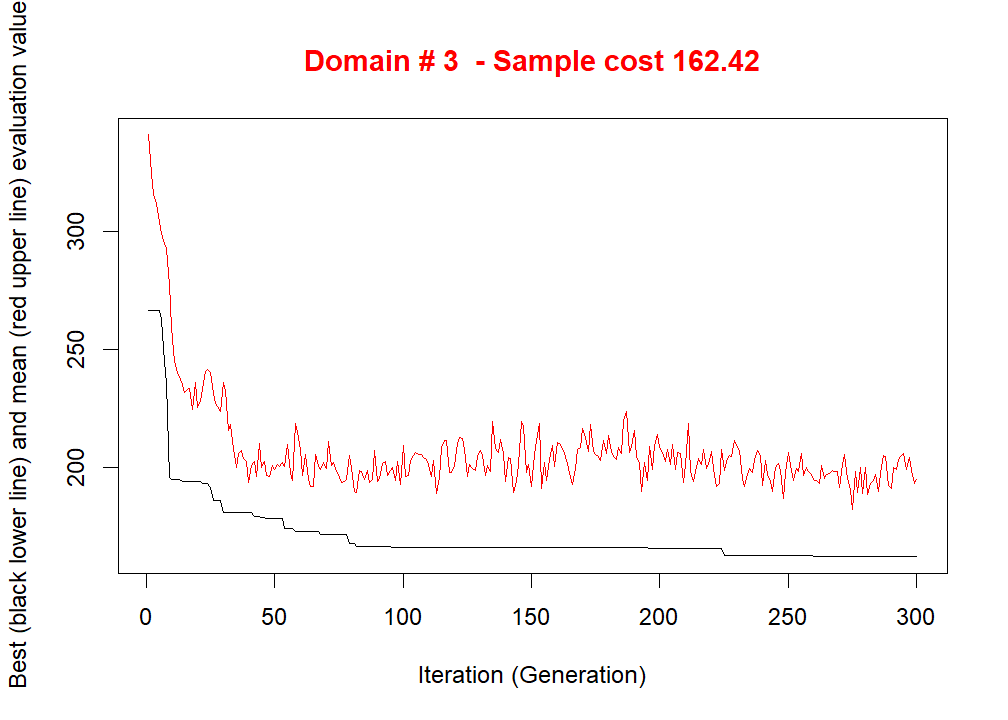 Domain # 3  - Sample cost 162.42
Best (black lower line) and mean (red upper line) evaluation value
300
250
200
0 50 100 150 200 250 300
Iteration (Generation)